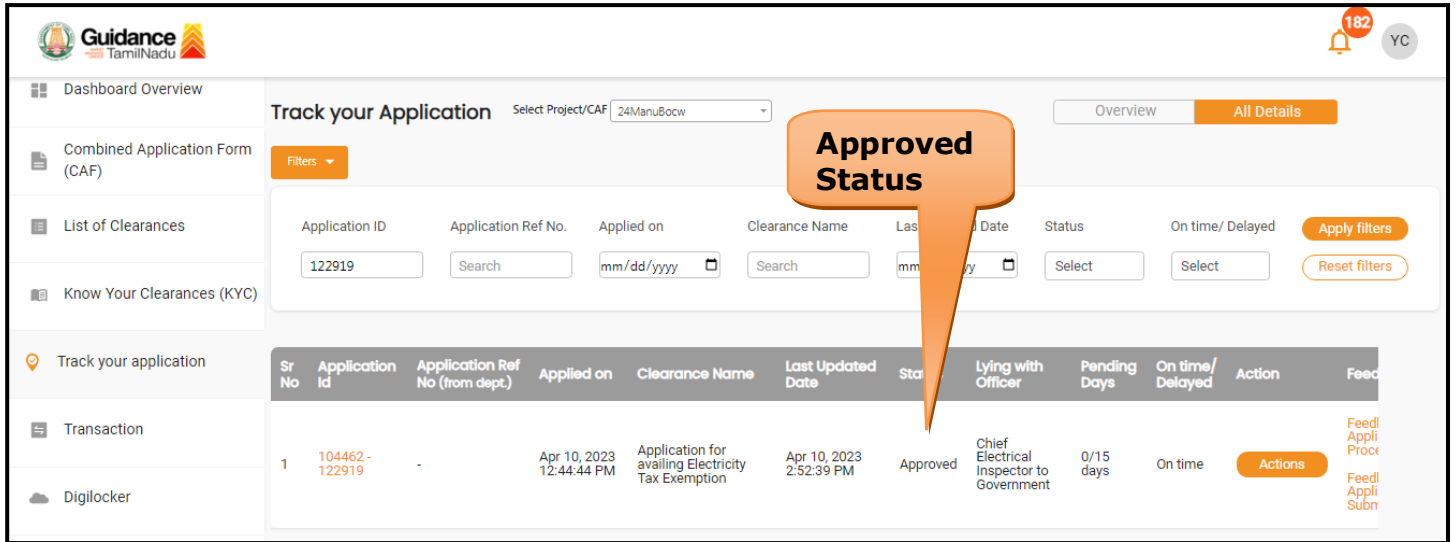 Guidance
TamilNadu
182
YC
Dashboard Overview
Combined Application Form
(CAF)
List of Clearances
Know Your Clearances (KYC)
Track your application
Transaction
Digilocker
Track your Application
Select Project/CAF
24ManuBocw
Overview
All Details
Filters
Approved
Status
Application ID
Application Ref No.
Applied on
Clearance Name
Las
d Date
Status
On time/ Delayed
Apply filters
122919
Search
mm/dd/yyyy
Search
mm
yy
Select
Select
Reset filters
Sr No
Application Id
Application Ref No (from dept.)
Applied on
Clearance Name
Last Updated Date
Stat
Lying with Officer
Pending Days
On time/ Delayed
Action
Feed
1
104462 -
122919
-
Apr 10, 2023
12:44:44 PM
Application for
availing Electricity
Tax Exemption
Apr 10, 2023
2:52:39 PM
Approved
Chief
Electrical
Inspector to
Government
0/15
days
On time
Actions
Feed
Appli
Proce
Feed
Appli
Subm